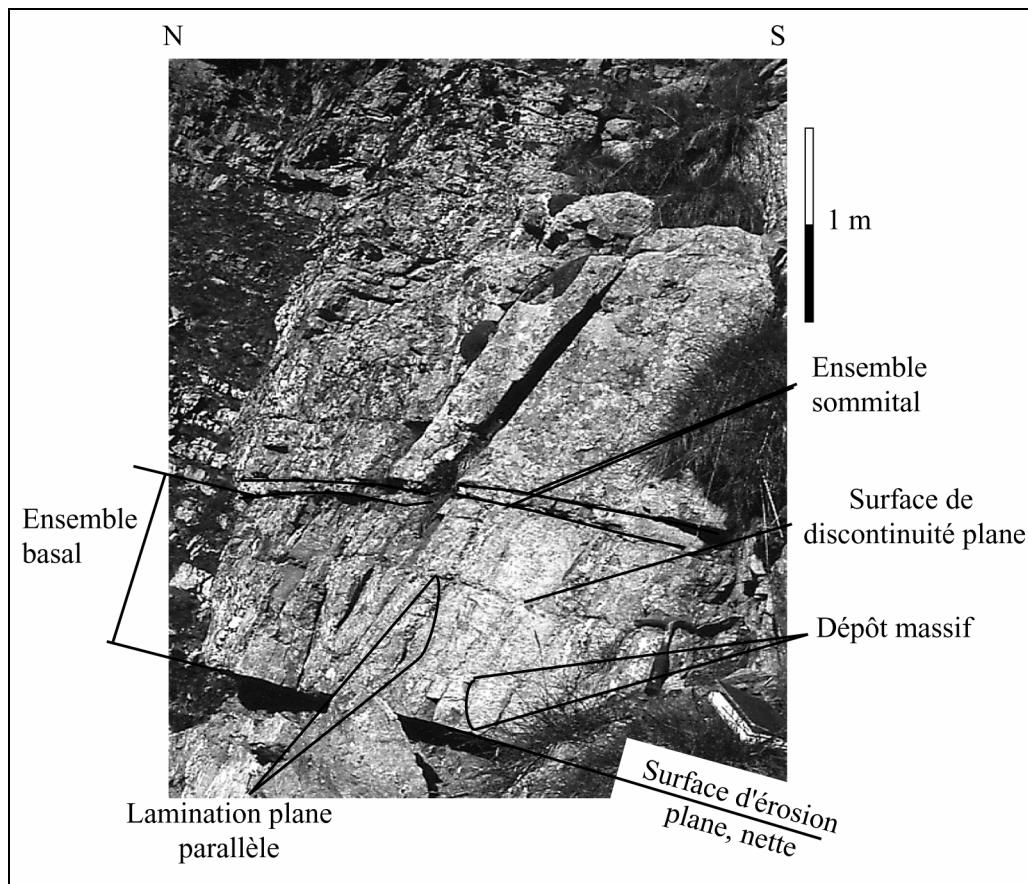 N
S
1 m
Ensemble
sommital
Surface de
discontinuité plane
Ensemble
basal
Dépôt massif
Surface d'érosion
plane, nette
Lamination plane
parallèle